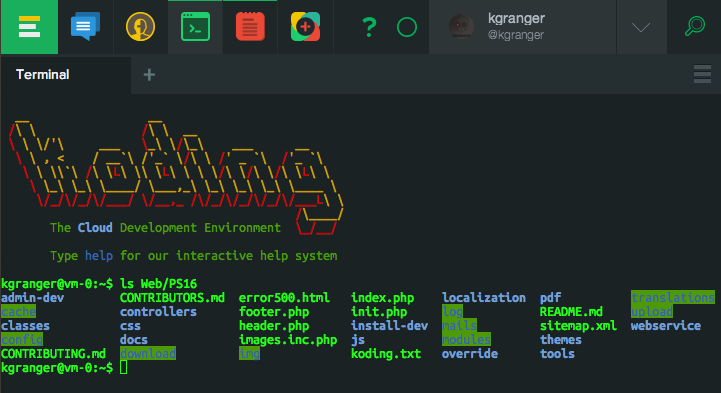 kgranger
@kgranger
Terminal
The Cloud Development Environment
Type help for our interactive help system
kgranger@vm-0:~$ ls Web/PS16
admin-dev CONTRIBUTORS.md error500.html index.php localization pdf translations
cache controllers footer.php init.php log README.md upload
classes css header.php install-dev mails sitemap.xml webservice
config docs images.inc.php js modules themes
CONTRIBUTING.md download img koding.txt override tools
kgranger@vm-0:~$